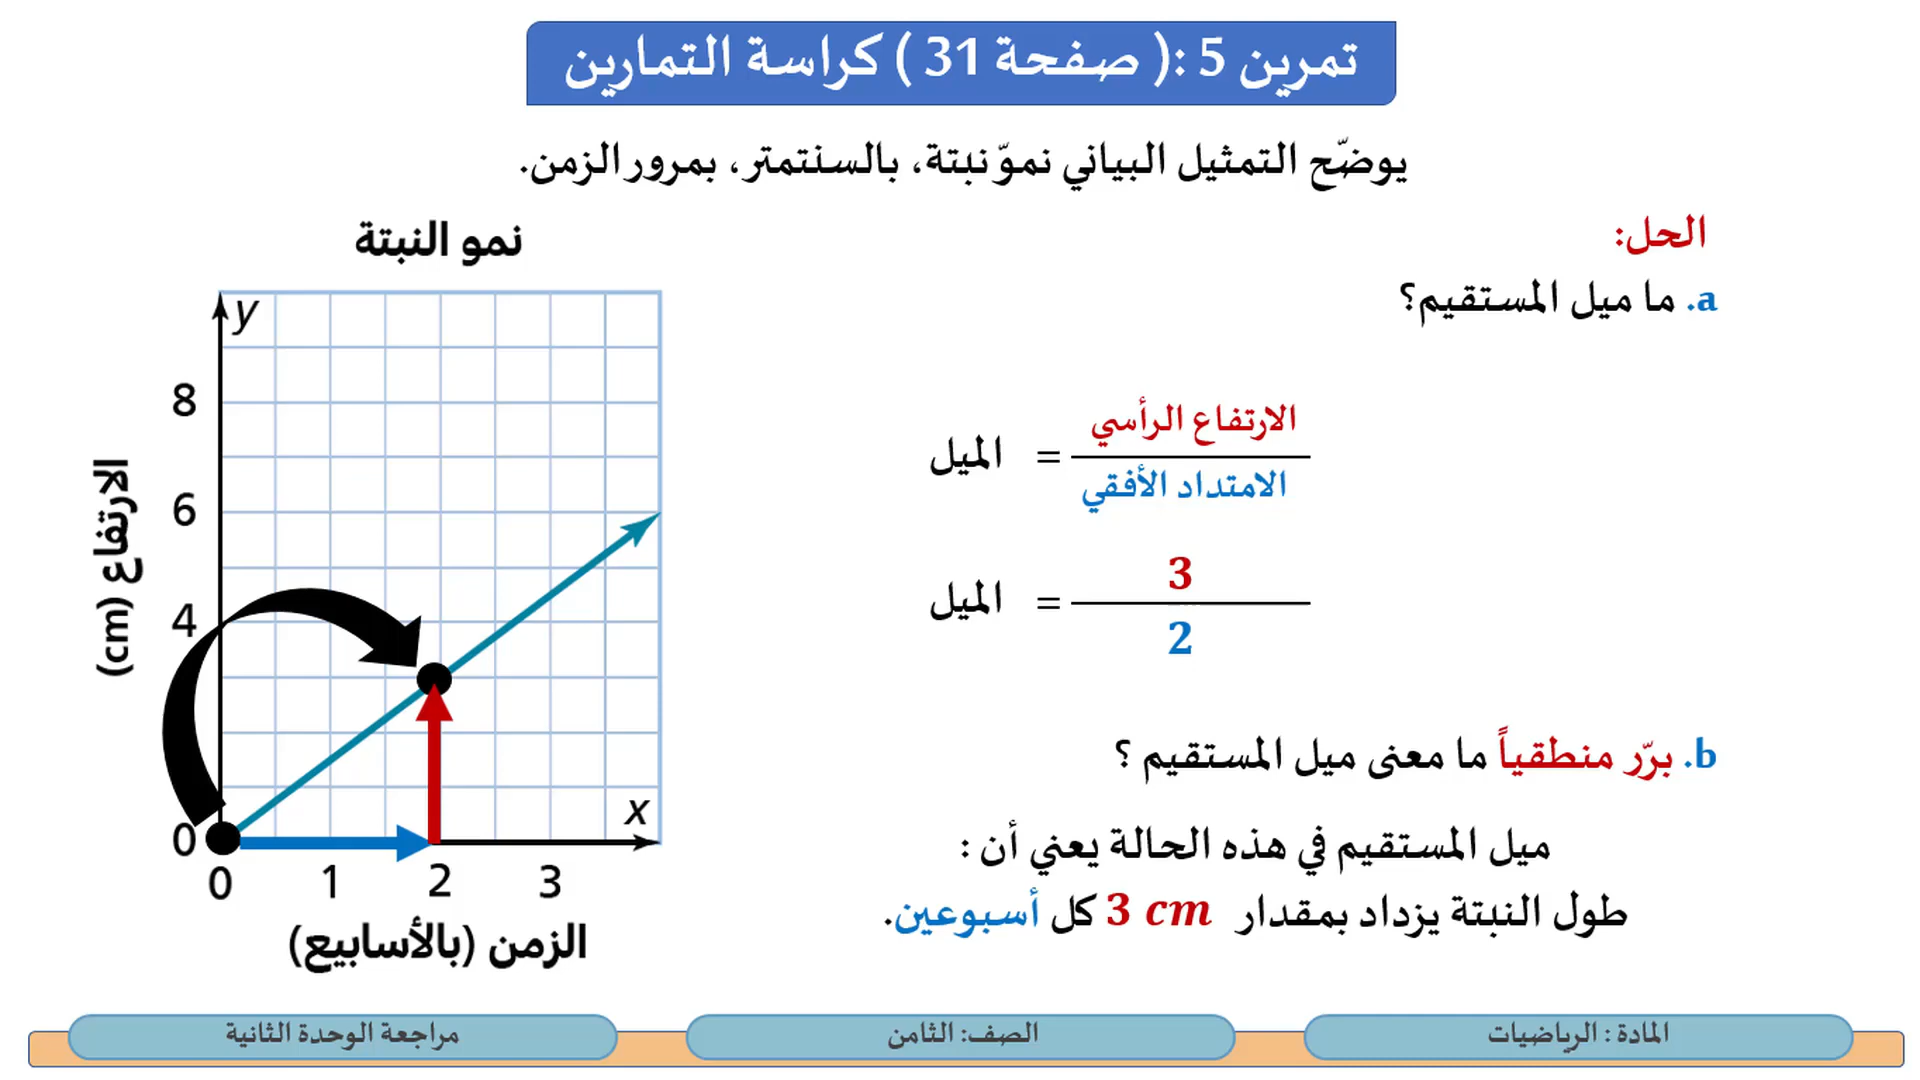 تمرين 5 :( صفحة 31 ) كراسة التمارين
يوضّح التمثيل البياني نموّ نبتة، بالسنتمتر، بمرور الزمن.
الحل:
a. ما ميل المستقيم؟
الميل = الارتفاع الرأسي
الامتداد الأفقي
الميل = 3
2
b. برّر منطقياً ما معنى ميل المستقيم ؟
ميل المستقيم في هذه الحالة يعني أن :
طول النبتة يزداد بمقدار 3 cm كل أسبوعين.
نمو النبتة
y
8
6
4
0
الارتفاع (cm)
x
0 1 2 3
الزمن (بالأسابيع)
المادة : الرياضيات
الصف: الثامن
مراجعة الوحدة الثانية